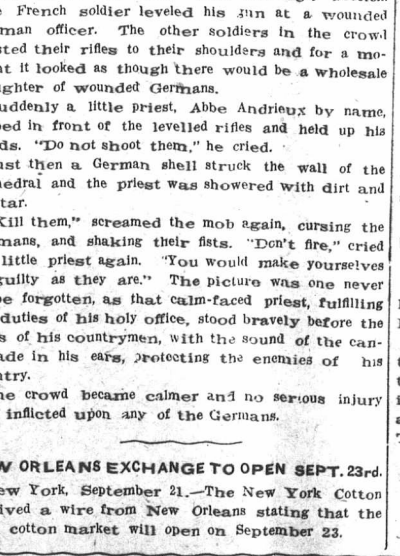 French soldier leveled his gun at a wounded
man officer. The other soldiers in the crowd
sted their rifles to their shoulders and for a mo-
t it looked as though there would be a wholesale
ghter of wounded Germans.
uddenly a little priest, Abbe Andrieux by name,
ped in front of the levelled rifles and held up his
ds. "Do not shoot them," he cried.
ust then a German shell struck the wall of the
edral and the priest was showered with dirt and
tar.
Kill them," screamed the mob again, cursing the
mans, and shaking their fists. "Don't fire," cried
little priest again. "You would make yourselves
guilty as they are." The picture was one never
be forgotten, as that calm-faced priest, fulfilling
duties of his holy office, stood bravely before the
s of his countrymen, with the sound of the can-
ade in his ears, protecting the enemies of his
ntry.
he crowd became calmer and no serious injury
inflicted upon any of the Germans.
W ORLEANS EXCHANGE TO OPEN SEPT. 23rd.
ew York, September 21.—The New York Cotton
ived a wire from New Orleans stating that the
cotton market will open on September 23.